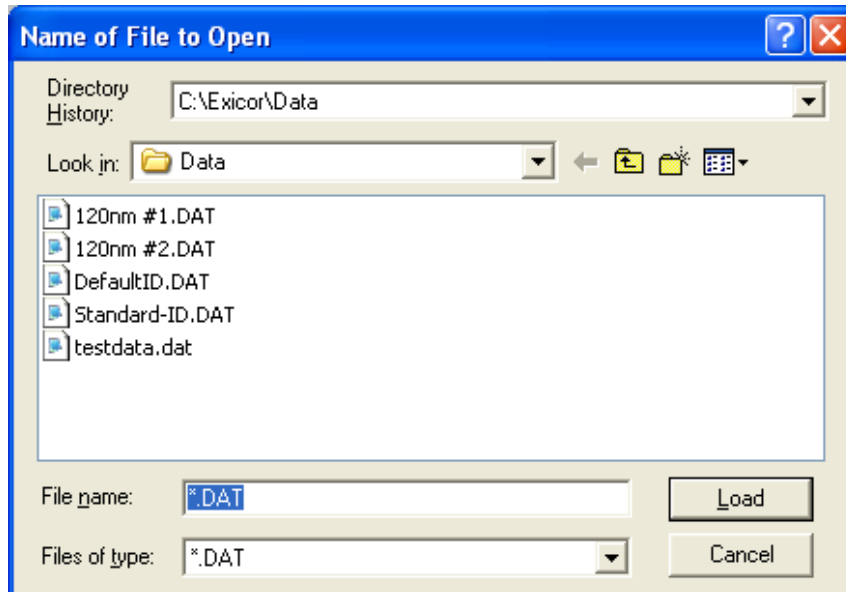 Name of File to Open
Directory
History:
C:\Exicor\Data
Look in:
Data
120nm #1.DAT
120nm #2.DAT
DefaultID.DAT
Standard-ID.DAT
testdata.dat
File name:
*.DAT
Load
Files of type:
*.DAT
Cancel